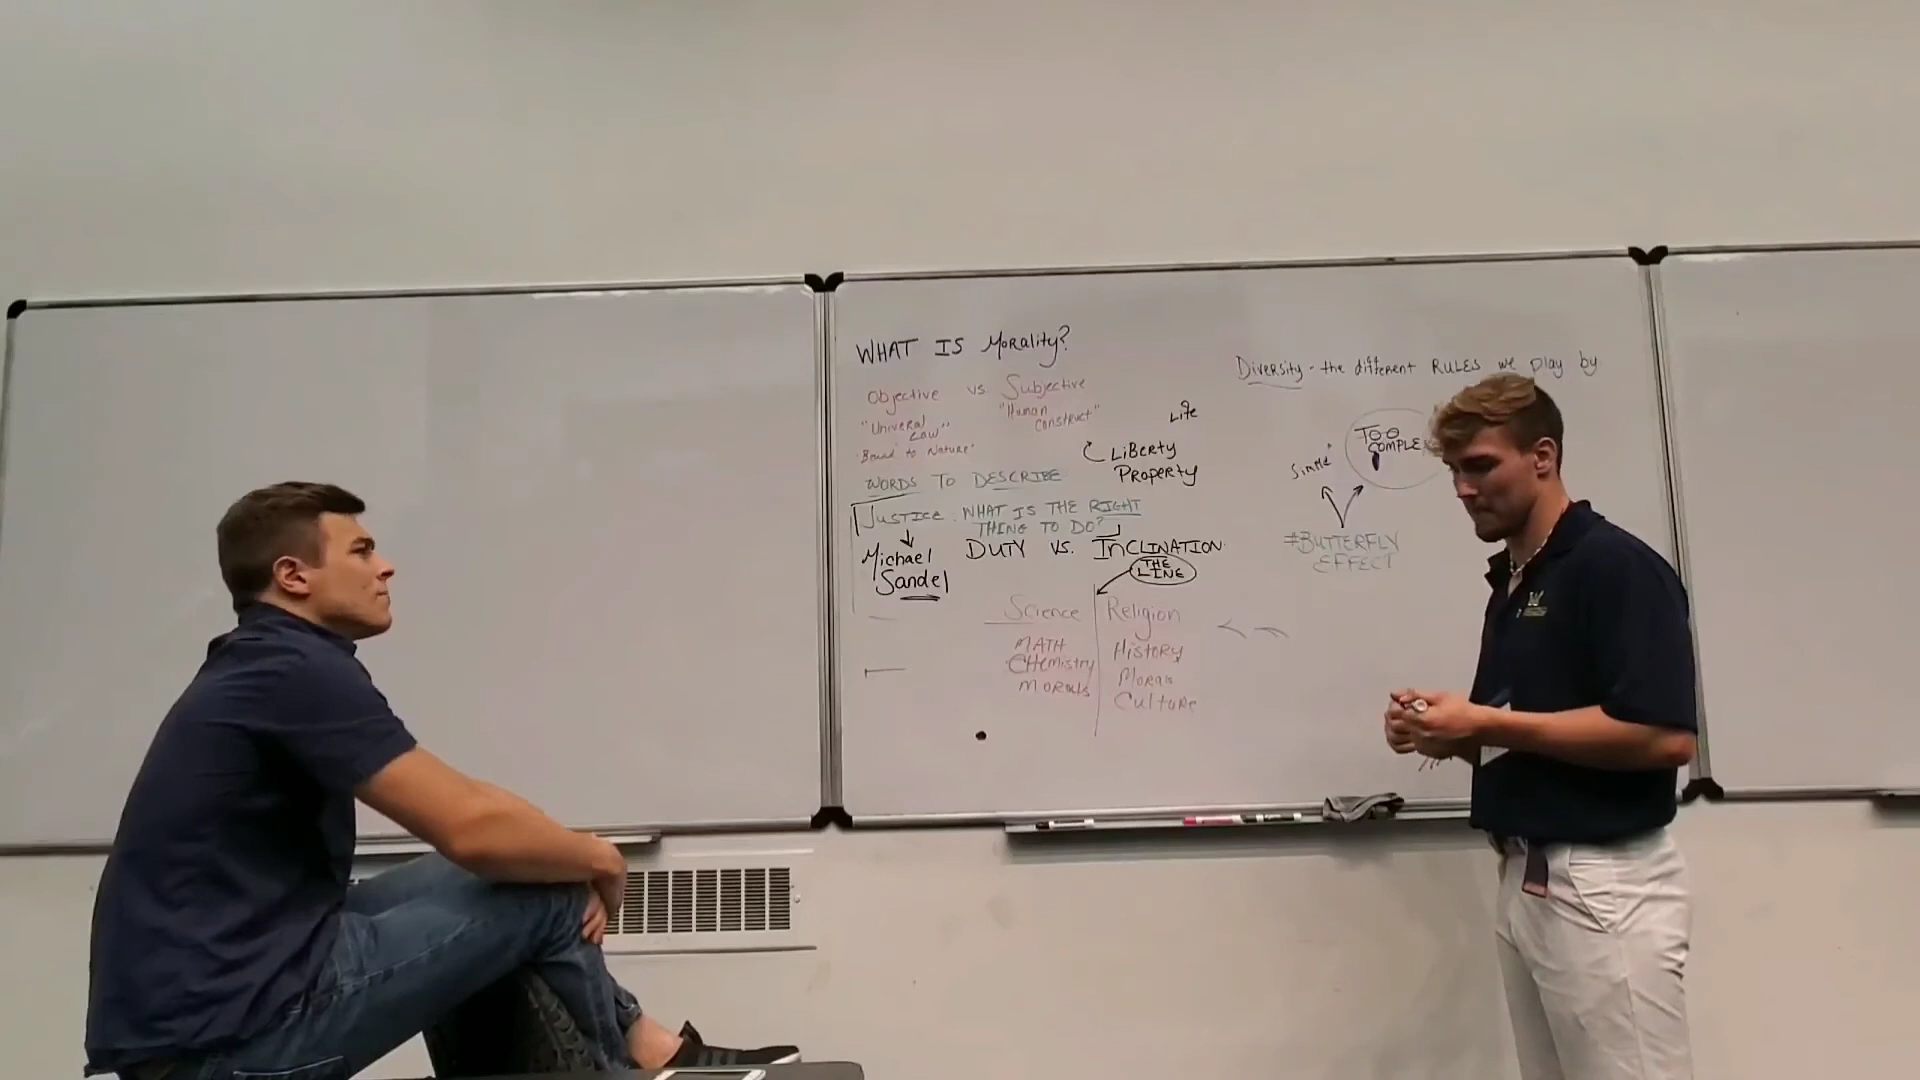 WHAT IS Morality?
Objective vs Subjective
"Univeral Law"
"Human Construct"
Bound to Nature"
Life
Liberty
Property
WORDS TO DESCRIBE
JUSTICE: WHAT IS THE RIGHT
THING TO DO?
Michael
Sandel
DUTY VS. INCLINATION
THE
LINE
Science
MATH
CHemistry
Morals
Religion
History
Morals
Culture
Diversity - the different RULES we play by
Simple
TOO
COMPLEX
#BUTTERFLY
EFFECT